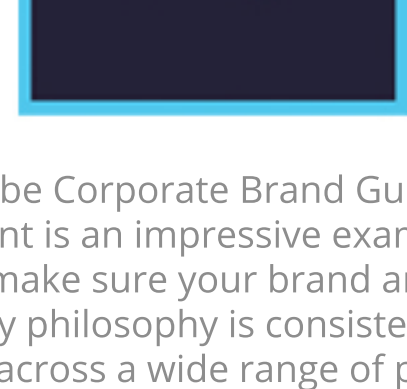 be Corporate Brand Gu
nt is an impressive exar
make sure your brand a
y philosophy is consiste
across a wide range of p